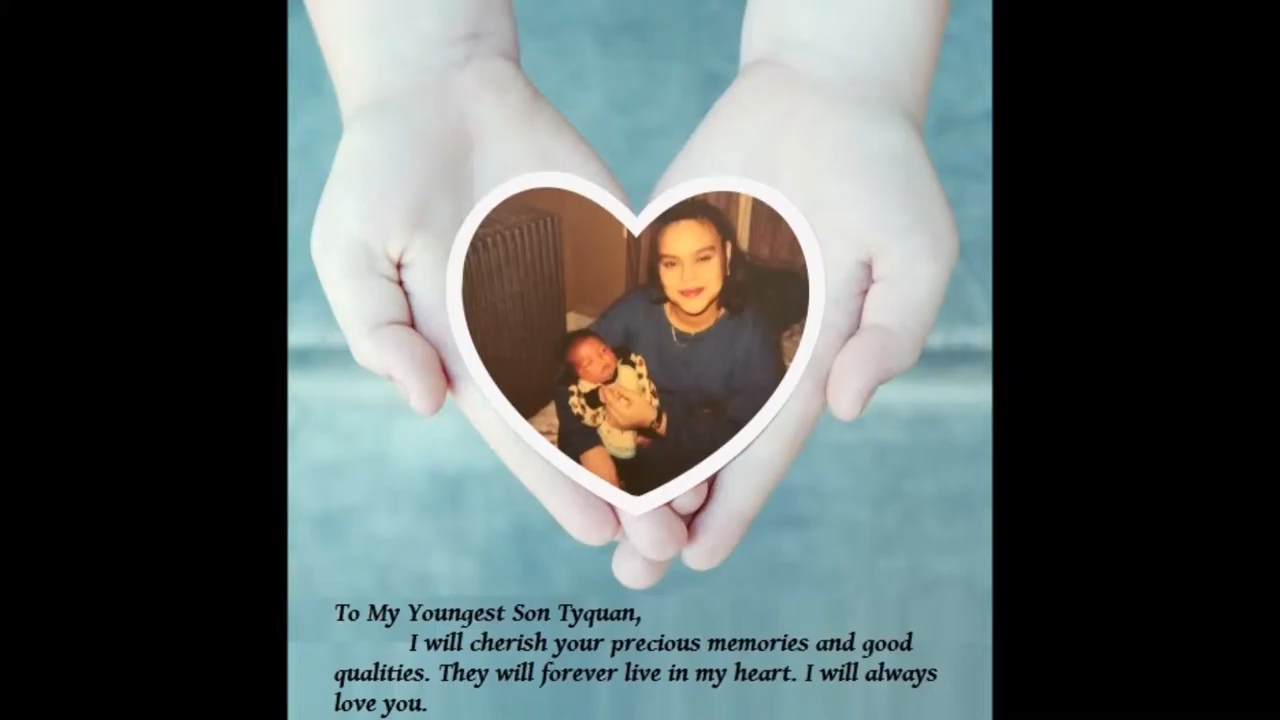 To My Youngest Son Tyquan,
I will cherish your precious memories and good
qualities. They will forever live in my heart. I will always
love you.